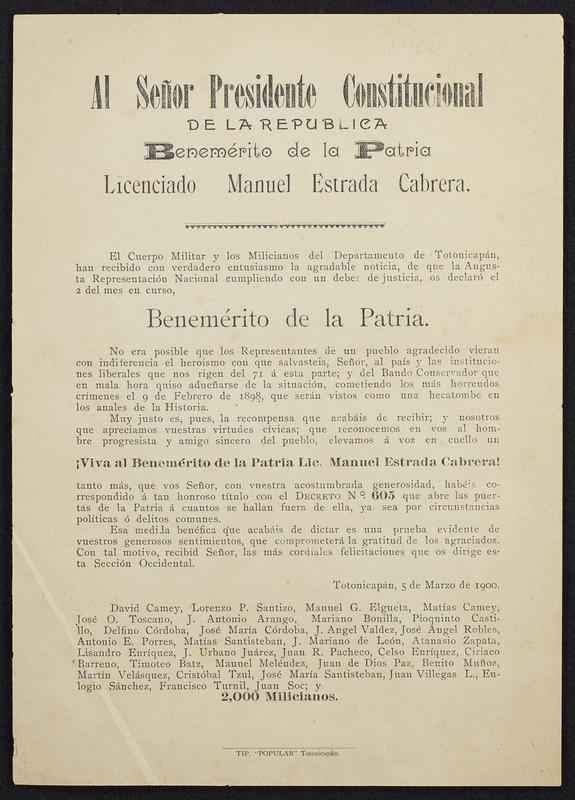 Al Señor Presidente Constitucional
DE LA REPUBLICA
Benemérito de la Patria
Licenciado Manuel Estrada Cabrera.
El Cuerpo Militar y los Milicianos del Departamento de Totonicapán,
han recibido con verdadero entusiasmo la agradable noticia, de que la Augus-
ta Representación Nacional cumpliendo con un deber de justicia, os declaró el
2 del mes en curso,
Benemérito de la Patria.
No era posible que los Representantes de un pueblo agradecido vieran
con indiferencia el heroismo con que salvasteis, Señor, al país y las institucio-
nes liberales que nos rigen del 71 á esta parte; y del Bando Conservador que
en mala hora quiso adueñarse de la situación, cometiendo los más horrendos
crímenes el 9 de Febrero de 1898, que serán vistos como una hecatombe en
los anales de la Historia.
Muy justo es, pues, la recompensa que acabáis de recibir; y nosotros
que apreciamos vuestras virtudes cívicas; que reconocemos en vos al hom-
bre progresista y amigo sincero del pueblo, elevamos á voz en cuello un
¡Viva al Benemérito de la Patria Lic. Manuel Estrada Cabrera!
tanto más, que vos Señor, con vuestra acostumbrada generosidad, habéis co-
rrespondido á tan honroso título con el DECRETO Nº 605 que abre las puer-
tas de la Patria á cuantos se hallan fuera de ella, ya sea por circunstancias
políticas ó delitos comunes.
Esa medida benéfica que acabáis de dictar es una prueba evidente de
vuestros generosos sentimientos, que comprometerá la gratitud de los agraciados.
Con tal motivo, recibid Señor, las más cordiales felicitaciones que os dirige es-
ta Sección Occidental.
Totonicapán, 5 de Marzo de 1900.
David Camey, Lorenzo P. Santizo, Manuel G. Elgueta, Matías Camey,
José O. Toscano, J. Antonio Arango, Mariano Bonilla, Pioquinto Casti-
llo, Delfino Córdoba, José María Córdoba, J. Angel Valdez, José Angel Robles,
Antonio E. Porres, Matías Santisteban, J. Mariano de León, Atanasio Zapata,
Lisandro Enríquez, J. Urbano Juárez, Juan R. Pacheco, Celso Enríquez, Ciriaco
Barreno, Timoteo Batz, Manuel Meléndez, Juan de Dios Paz, Benito Muñoz,
Martín Velásquez, Cristóbal Tzul, José María Santisteban, Juan Villegas L., Eu-
logio Sánchez, Francisco Turnil, Juan Soc; y
2,000 Milicianos.
TIP. "POPULAR" Totonicapán.